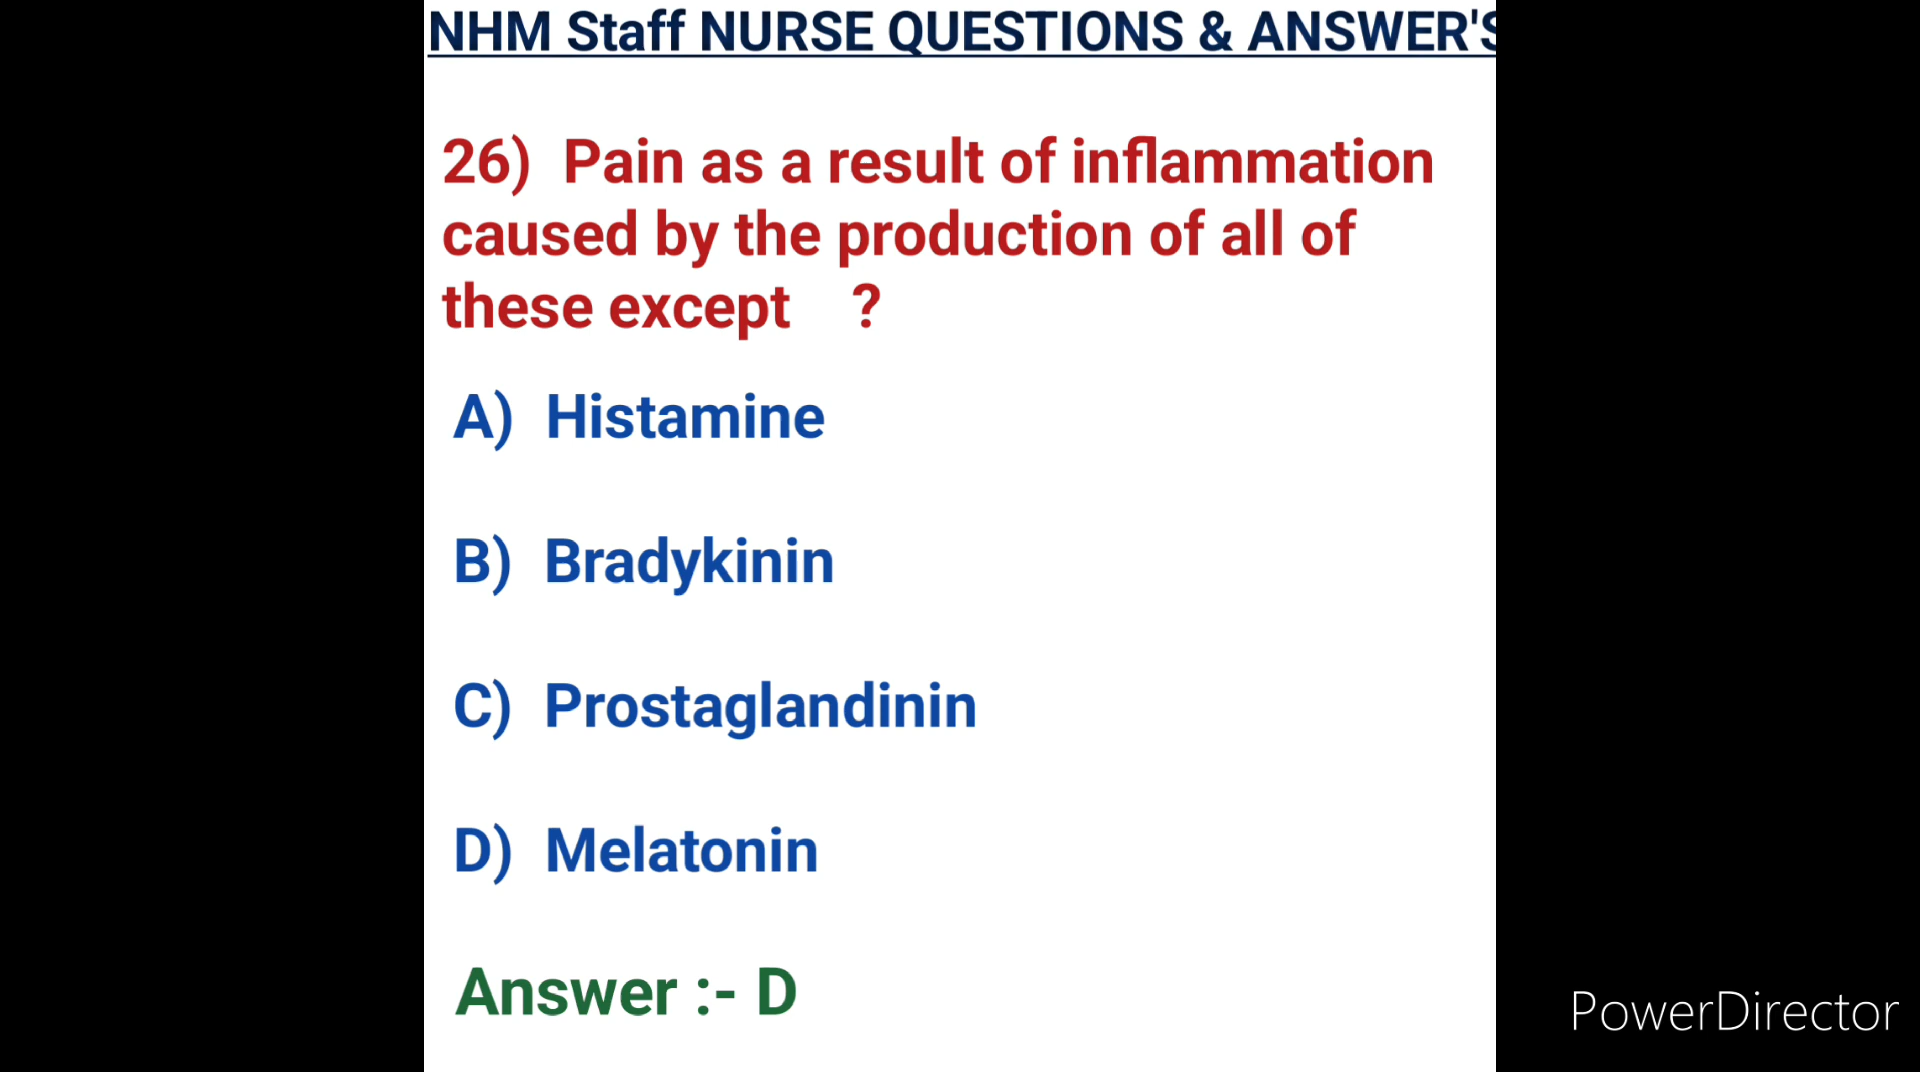 NHM Staff NURSE QUESTIONS & ANSWER'S
26) Pain as a result of inflammation
caused by the production of all of
these except ?
A) Histamine
B) Bradykinin
C) Prostaglandinin
D) Melatonin
Answer :- D
PowerDirector